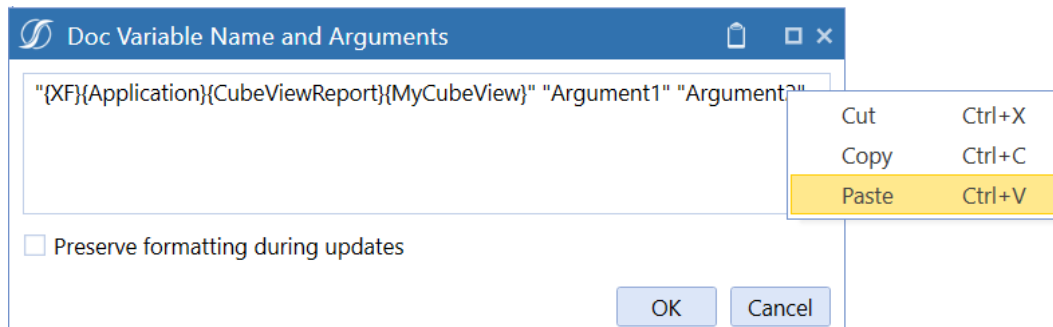 Doc Variable Name and Arguments
"{XF}{Application}{CubeViewReport}{MyCubeView}" "Argument1" "Argument2"
Cut Ctrl+X
Copy Ctrl+C
Paste Ctrl+V
Preserve formatting during updates
OK Cancel